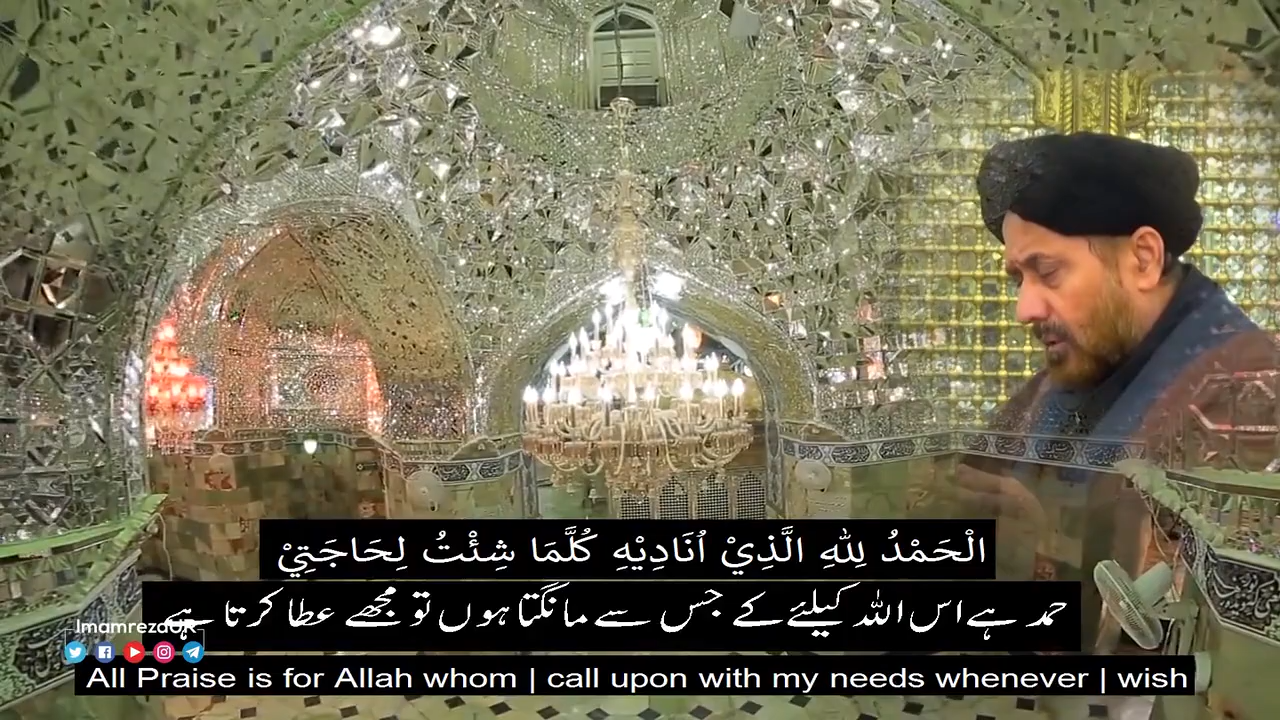 الْحَمْدُ لِلّٰهِ الَّذِيْ اُنَادِيْهِ كُلَّمَا شِئْتُ لِحَاجَتِيْ
حمد ہے اس اللہ کیلئے کے جس سے مانگتا ہوں تو مجھے عطا کرتا ہے
ImamrezaUR
All Praise is for Allah whom | call upon with my needs whenever | wish